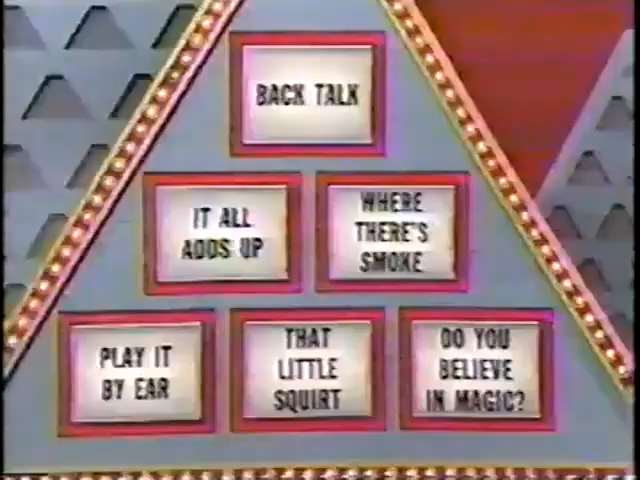 BACK TALK
IT ALL
ADDS UP
WHERE
THERE'S
SMOKE
PLAY IT
BY EAR
THAT
LITTLE
SQUIRT
DO YOU
BELIEVE
IN MAGIC?